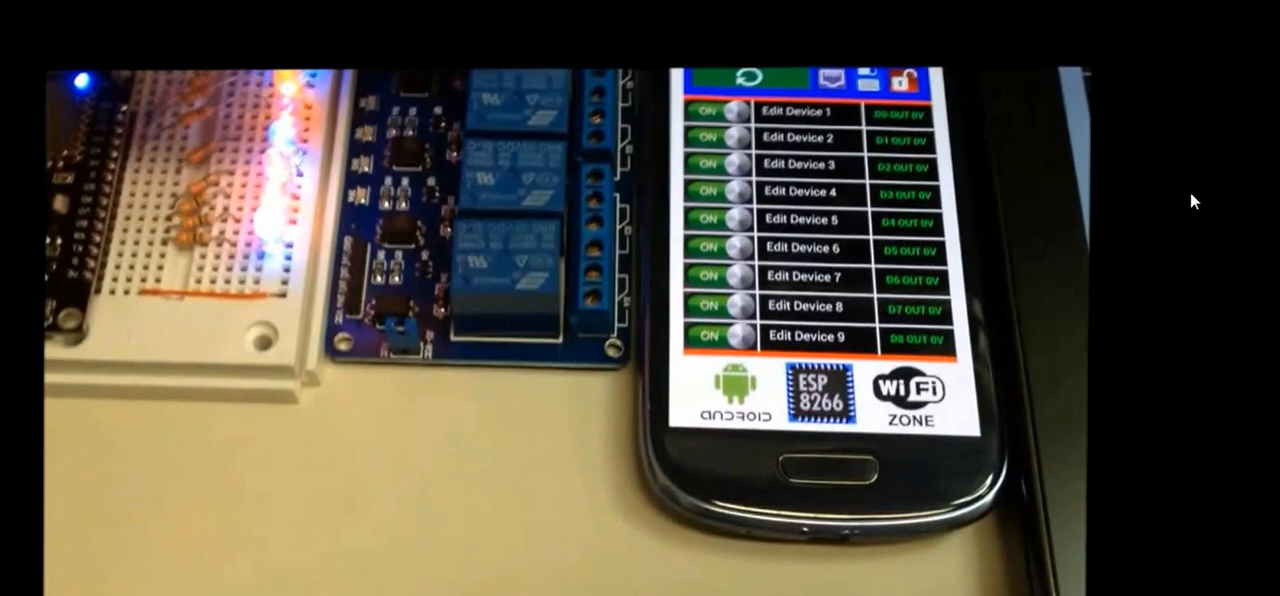 ON Edit Device 1 D0 OUT 0V
ON Edit Device 2 D1 OUT 0V
ON Edit Device 3 D2 OUT 0V
ON Edit Device 4 D3 OUT 0V
ON Edit Device 5 D4 OUT 0V
ON Edit Device 6 D5 OUT 0V
ON Edit Device 7 D6 OUT 0V
ON Edit Device 8 D7 OUT 0V
ON Edit Device 9 D8 OUT 0V
ANDROID
ESP
8266
WiFi
ZONE